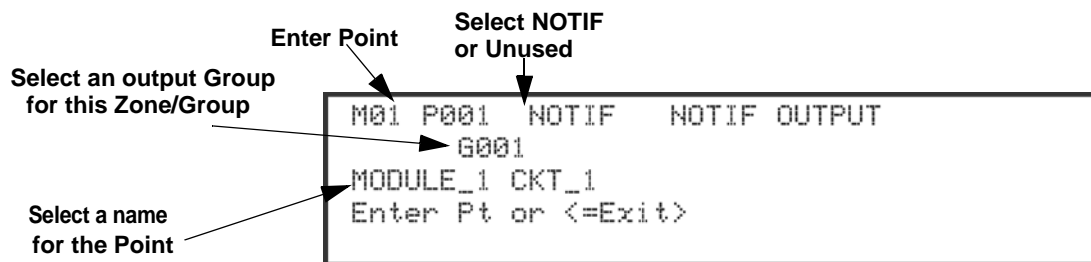 Select NOTIF
or Unused
Enter Point
Select an output Group
for this Zone/Group
M01 P001 NOTIF NOTIF OUTPUT
G001
MODULE_1 CKT_1
Enter Pt or <=Exit>
Select a name
for the Point